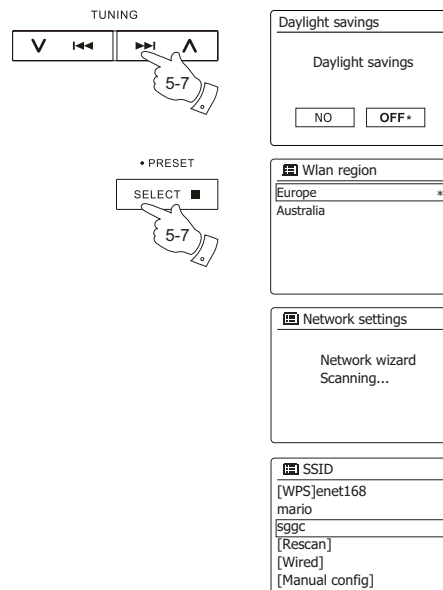 TUNING
5-7
• PRESET
SELECT ■
5-7
Daylight savings
Daylight savings
NO OFF*
Wlan region
Europe *
Australia
Network settings
Network wizard
Scanning...
SSID
[WPS]enet168
mario
sggc
[Rescan]
[Wired]
[Manual config]